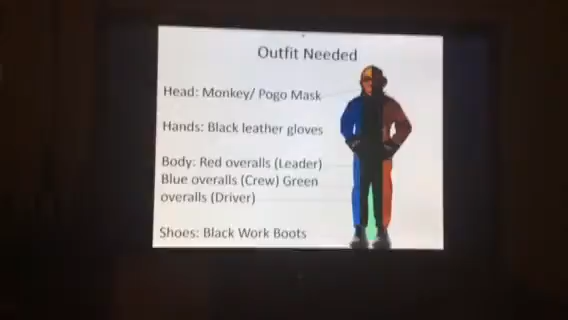 Outfit Needed
Head: Monkey/ Pogo Mask
Hands: Black leather gloves
Body: Red overalls (Leader)
Blue overalls (Crew) Green
overalls (Driver)
Shoes: Black Work Boots